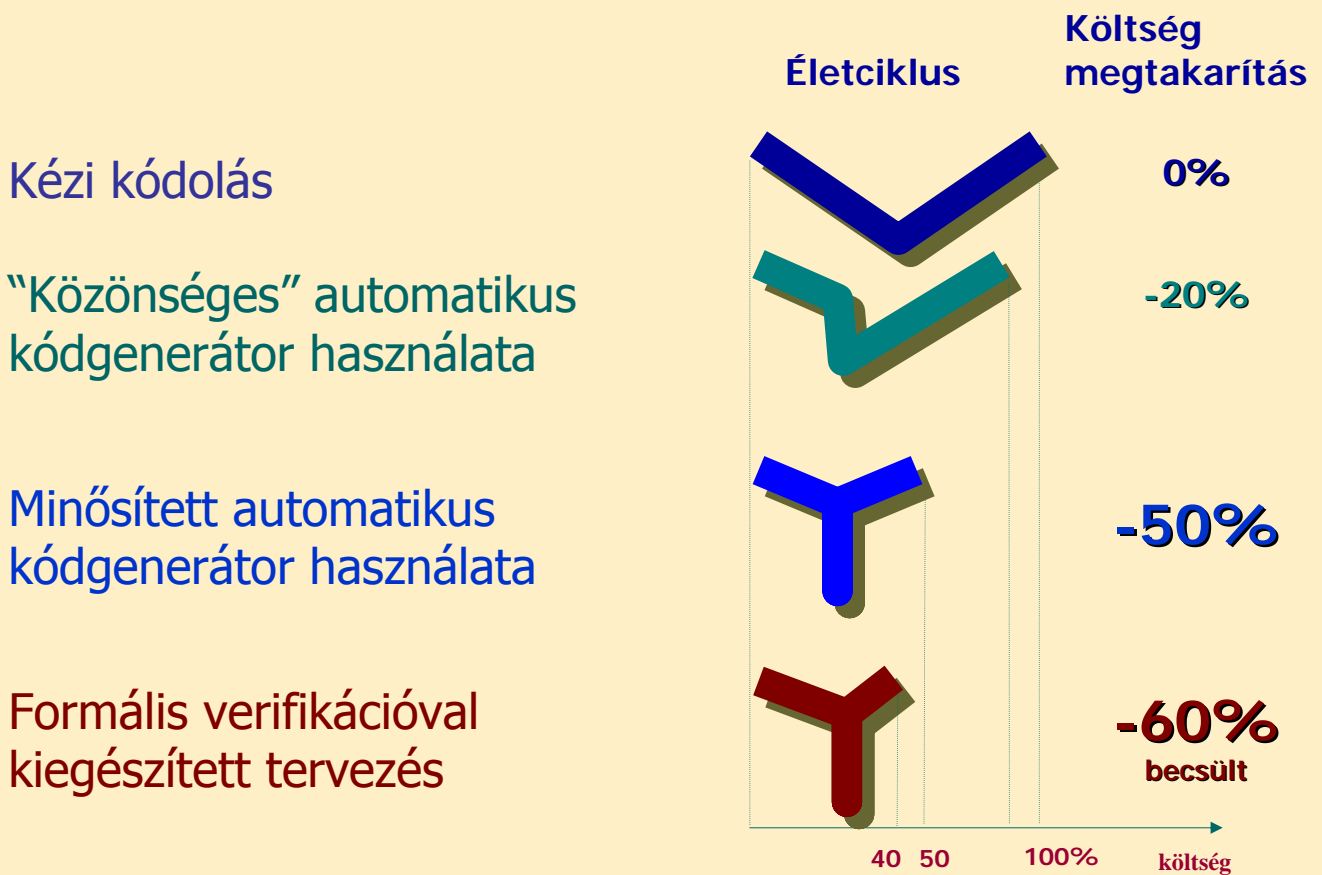 Életciklus
Költség
megtakarítás
Kézi kódolás
0%
“Közönséges” automatikus
kódgenerátor használata
-20%
Minősített automatikus
kódgenerátor használata
-50%
Formális verifikációval
kiegészített tervezés
-60%
becsült
40 50 100% költség